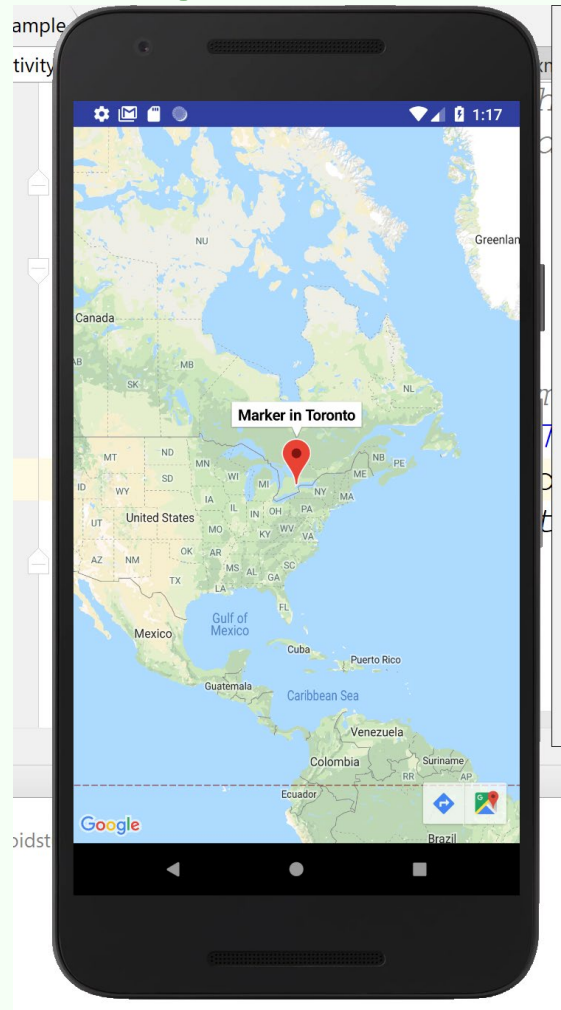 ample
tivity
1:17
NU
Greenlan
Canada
AB
MB
SK
NL
Marker in Toronto
MT
ND
MN
NB
PE
ID
WY
SD
WI
MI
ME
IA
NY
MA
UT
United States
IL
IN
OH
PA
MO
KY
WV
VA
AZ
NM
OK
AR
TX
MS
AL
SC
GA
LA
FL
Gulf of
Mexico
Mexico
Cuba
Puerto Rico
Guatemala
Caribbean Sea
Venezuela
Colombia
Suriname
RR
AP
Ecuador
Google
Brazil
oidst